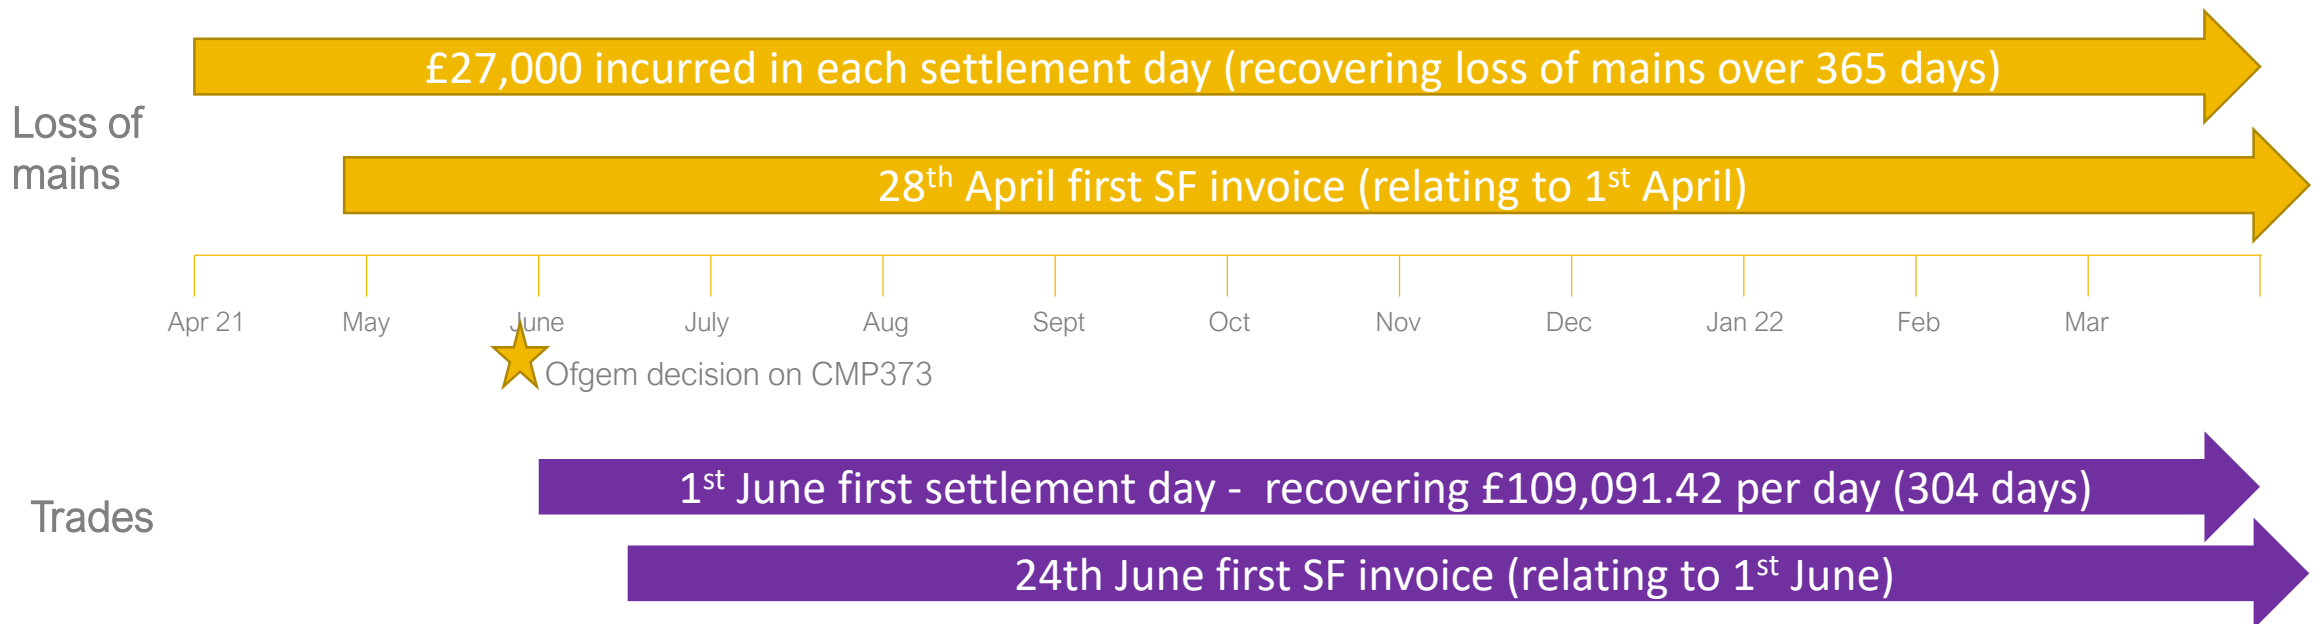 £27,000 incurred in each settlement day (recovering loss of mains over 365 days)
Loss of
mains
28th April first SF invoice (relating to 1st April)
Apr 21 May June July Aug Sept Oct Nov Dec Jan 22 Feb Mar
Ofgem decision on CMP373
1st June first settlement day - recovering £109,091.42 per day (304 days)
Trades
24th June first SF invoice (relating to 1st June)